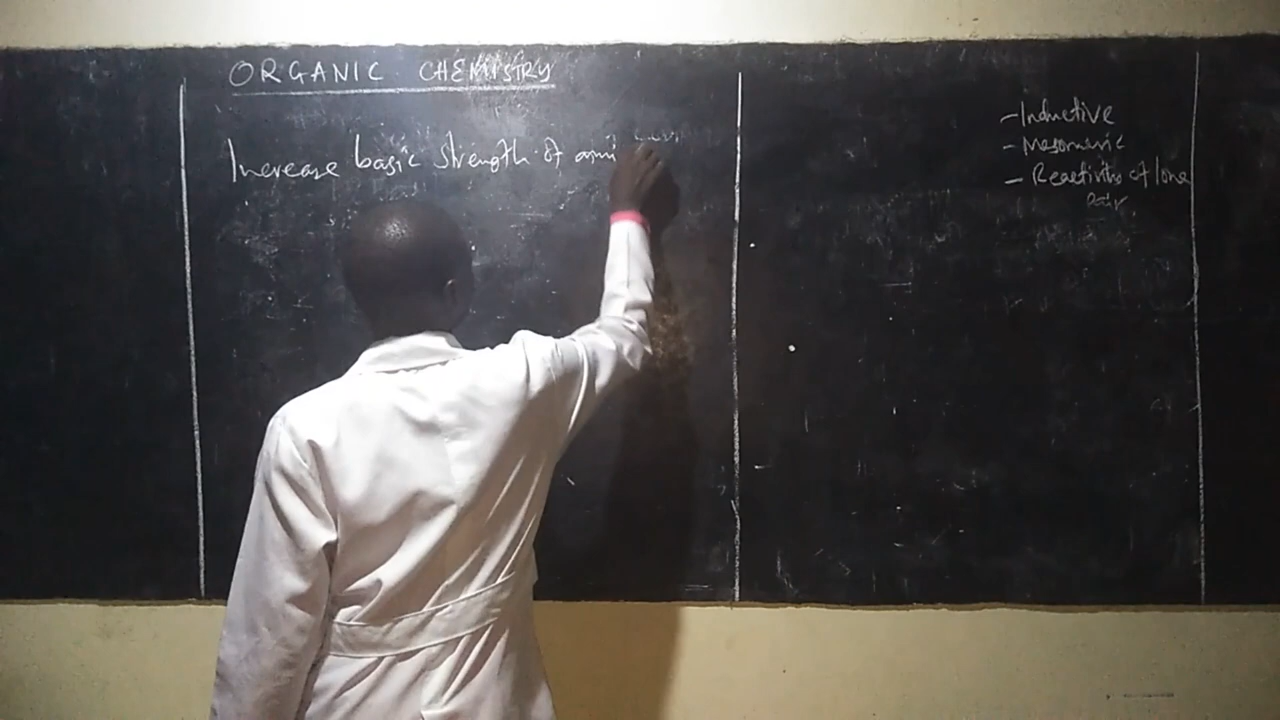 ORGANIC CHEMISTRY
Increase basic strength of ami
- Inductive
- Mesomeric
- Reactivity of lone
Pair